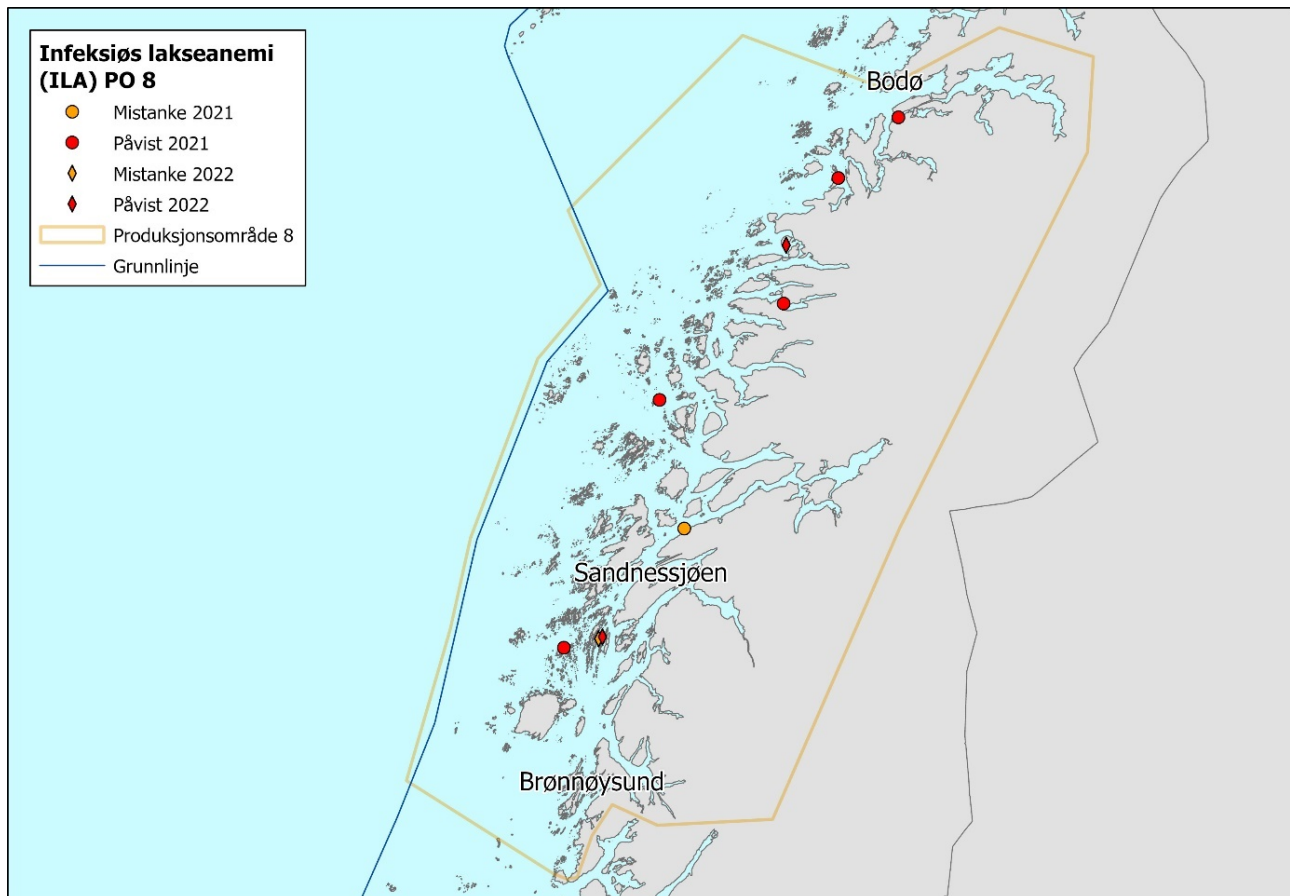 Infeksiøs lakseanemi
(ILA) PO 8
Mistanke 2021
Påvist 2021
Mistanke 2022
Påvist 2022
Produksjonsområde 8
Grunnlinje
Bodø
Sandnessjøen
Brønnøysund